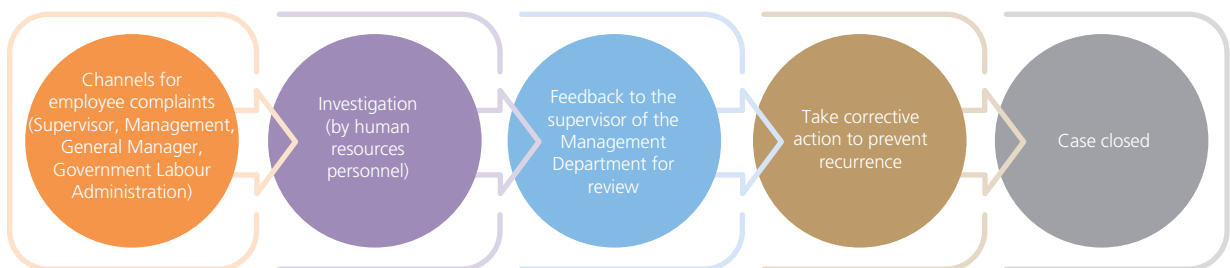 Channels for
employee complaints
(Supervisor, Management,
General Manager,
Government Labour
Administration)
Investigation
(by human
resources
personnel)
Feedback to the
supervisor of the
Management
Department for
review
Take corrective
action to prevent
recurrence
Case closed